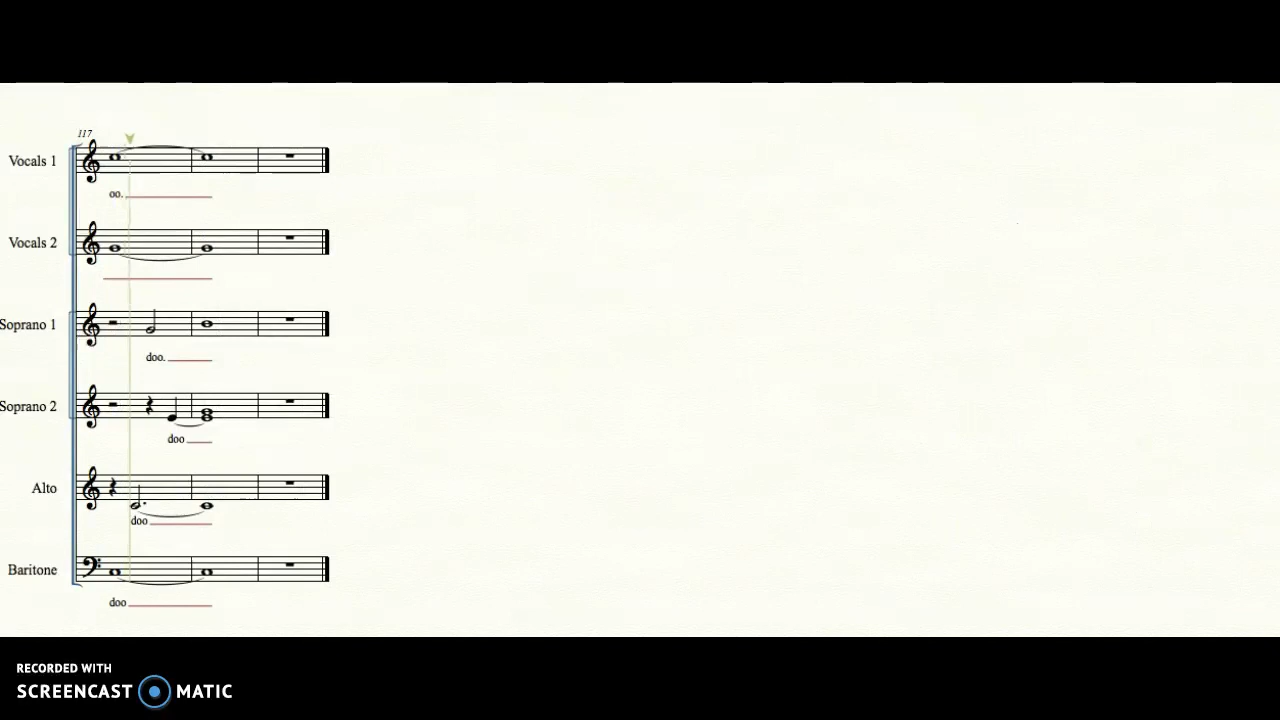 117
Vocals 1
oo.
Vocals 2
Soprano 1
doo.
Soprano 2
doo
Alto
doo
Baritone
doo
RECORDED WITH
SCREENCAST MATIC